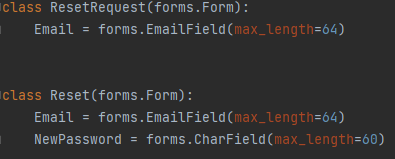 class ResetRequest(forms.Form):
    Email = forms.EmailField(max_length=64)
class Reset(forms.Form):
    Email = forms.EmailField(max_length=64)
    NewPassword = forms.CharField(max_length=60)